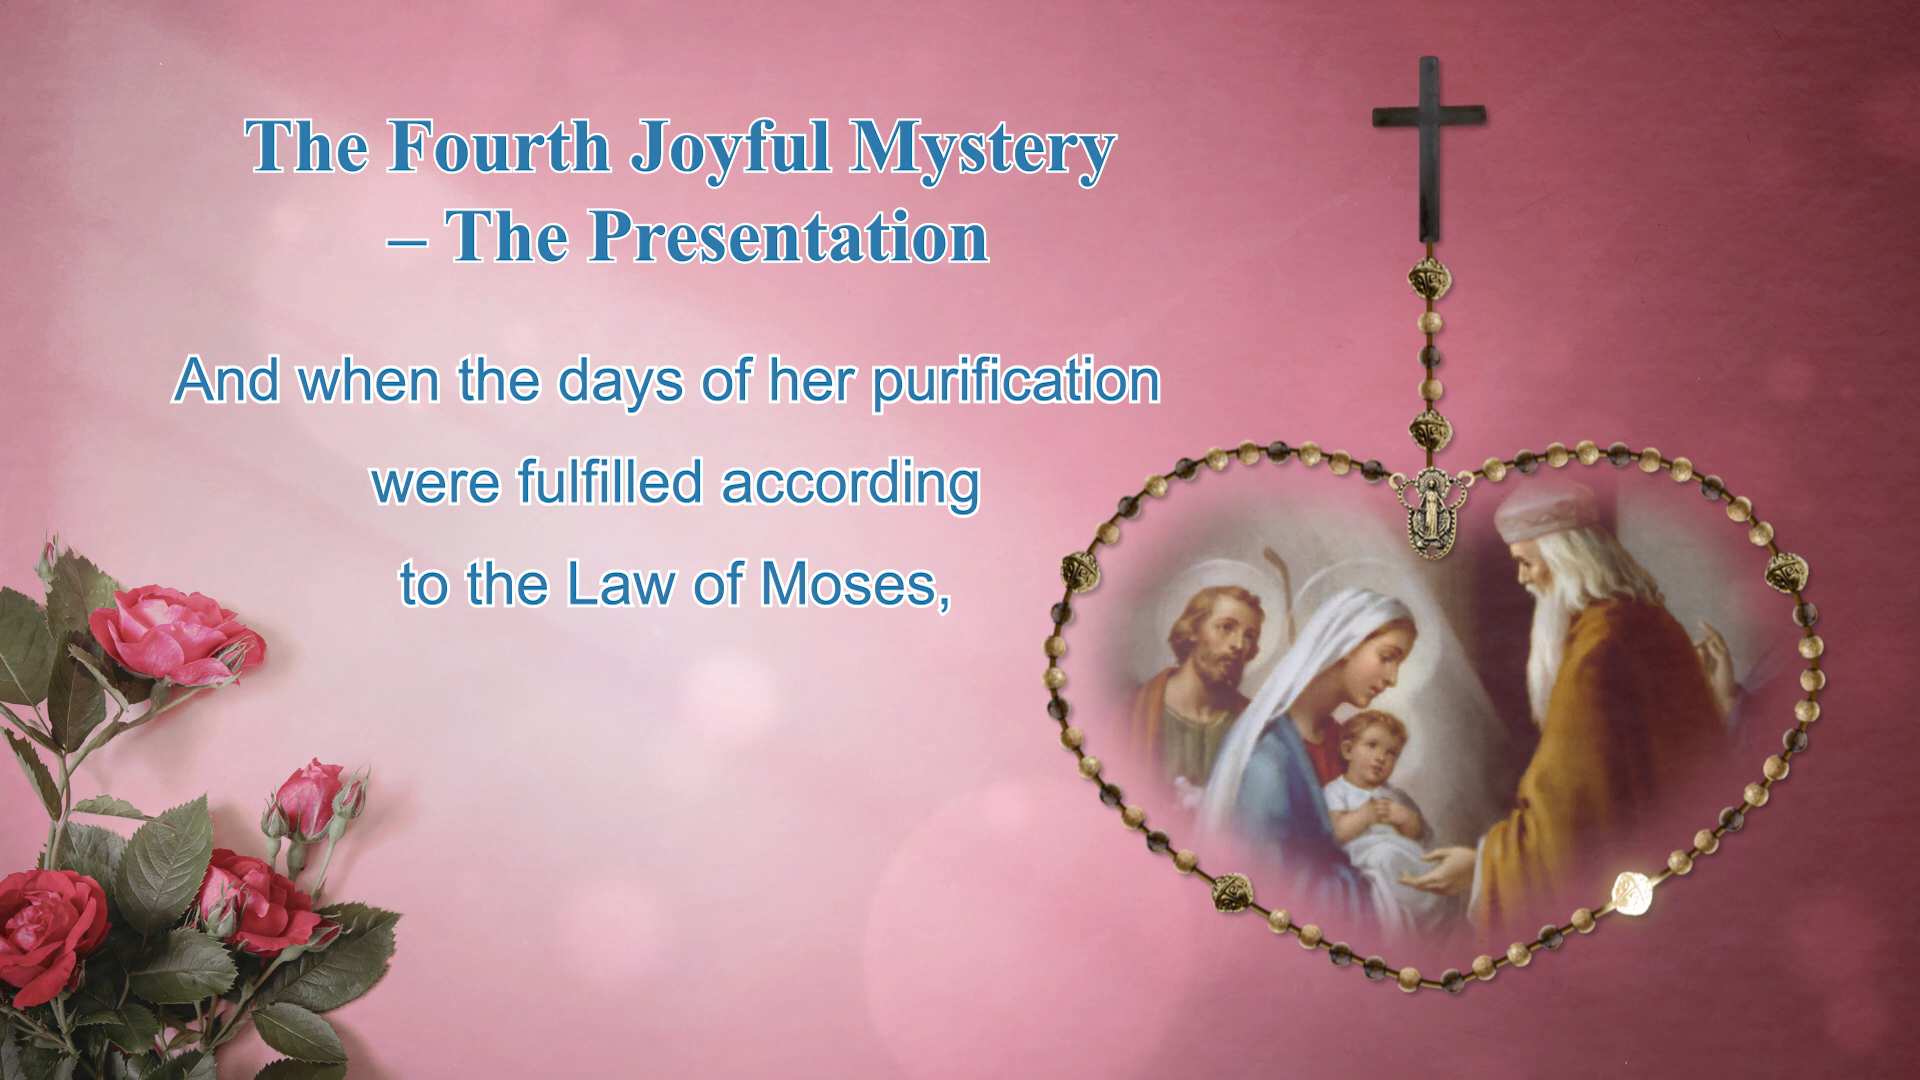 The Fourth Joyful Mystery
– The Presentation
And when the days of her purification
were fulfilled according
to the Law of Moses,